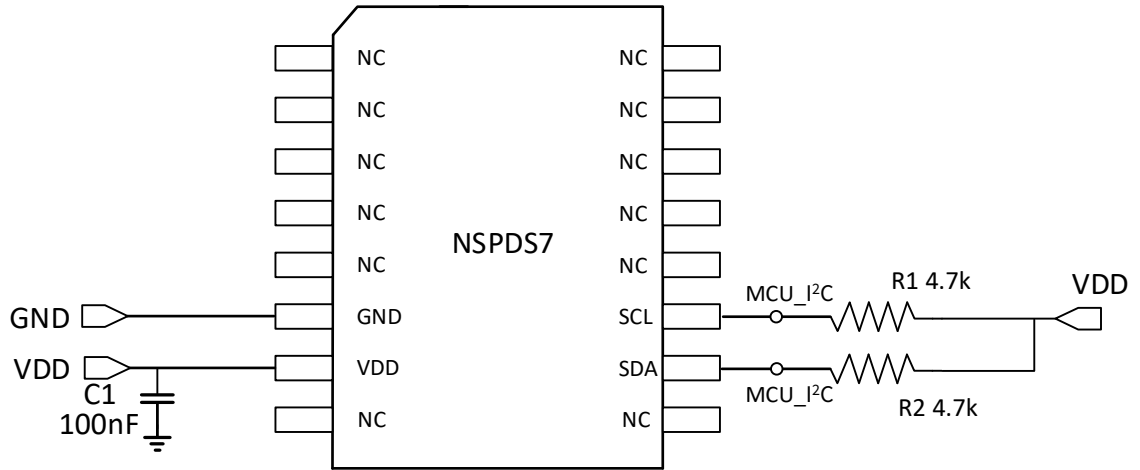 NC NC
NC NC
NC NC
NC NC
NSPDS7
NC NC
MCU_I²C R1 4.7k VDD
GND GND SCL
VDD VDD SDA
C1 MCU_I²C
100nF NC NC R2 4.7k